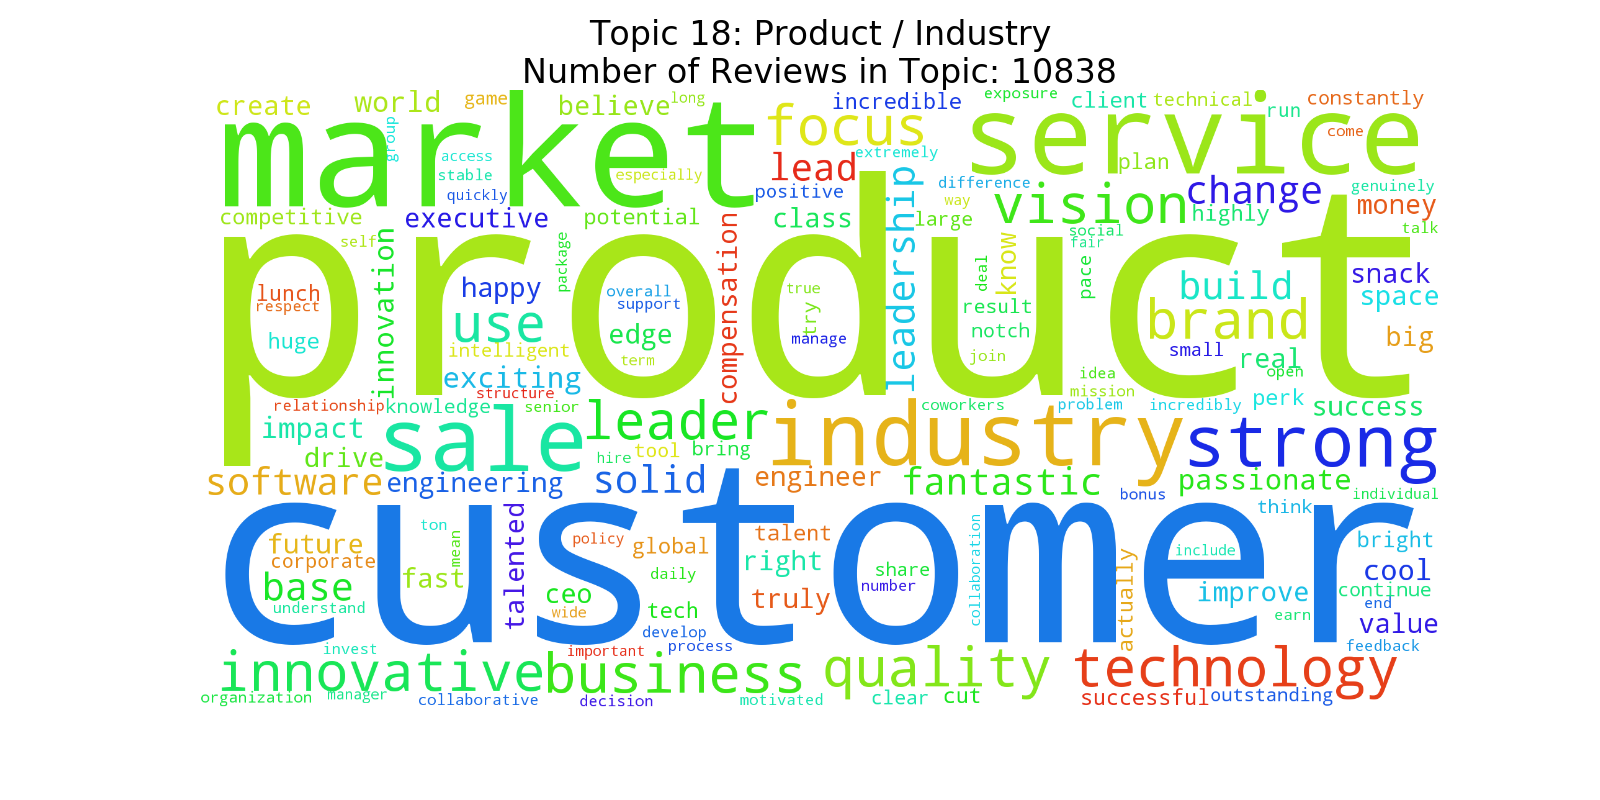 Topic 18: Product / Industry
Number of Reviews in Topic: 10838
create
world
game
believe
long
incredible
exposure
client
technical
constantly
run
market
group
focus
service
come
access
stable
quickly
especially
lead
extremely
plan
positive
difference
way
vision
change
highly
genuinely
money
competitive
executive
potential
class
large
leadership
social
fair
talk
product
self
innovation
package
compensation
know
deal
pace
snack
space
lunch
respect
happy
overall
support
true
try
manage
result
notch
build
brand
big
huge
use
edge
intelligent
term
join
small
real
open
exciting
structure
idea
mission
relationship
knowledge
senior
leader
industry
coworkers
problem
incredibly
perk
success
impact
sale
drive
hire
tool
bring
strong
software
engineering
solid
engineer
fantastic
bonus
passionate
individual
think
customer
ton
mean
talented
policy
global
talent
right
collaboration
actually
include
bright
future
corporate
base
fast
understand
ceo
wide
daily
tech
truly
share
number
cool
improve
continue
end
earn
value
develop
process
feedback
invest
important
innovative
business
quality
technology
organization
manager
collaborative
decision
motivated
clear
cut
successful
outstanding